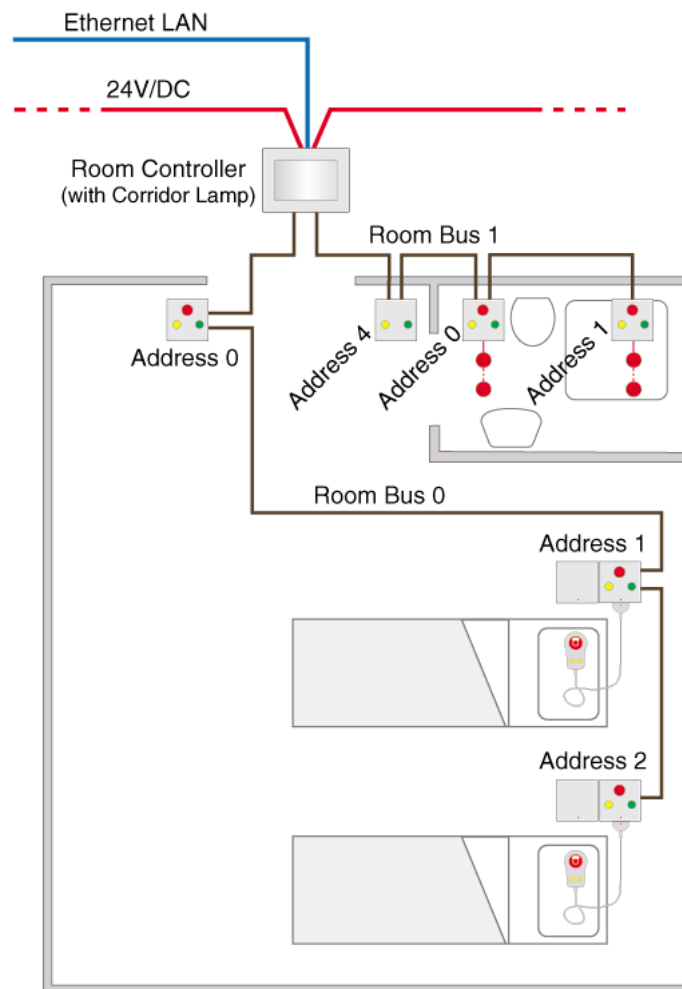 Ethernet LAN
24V/DC
Room Controller
(with Corridor Lamp)
Room Bus 1
Address 0
Address 4
Address 0
Address 1
Room Bus 0
Address 1
Address 2